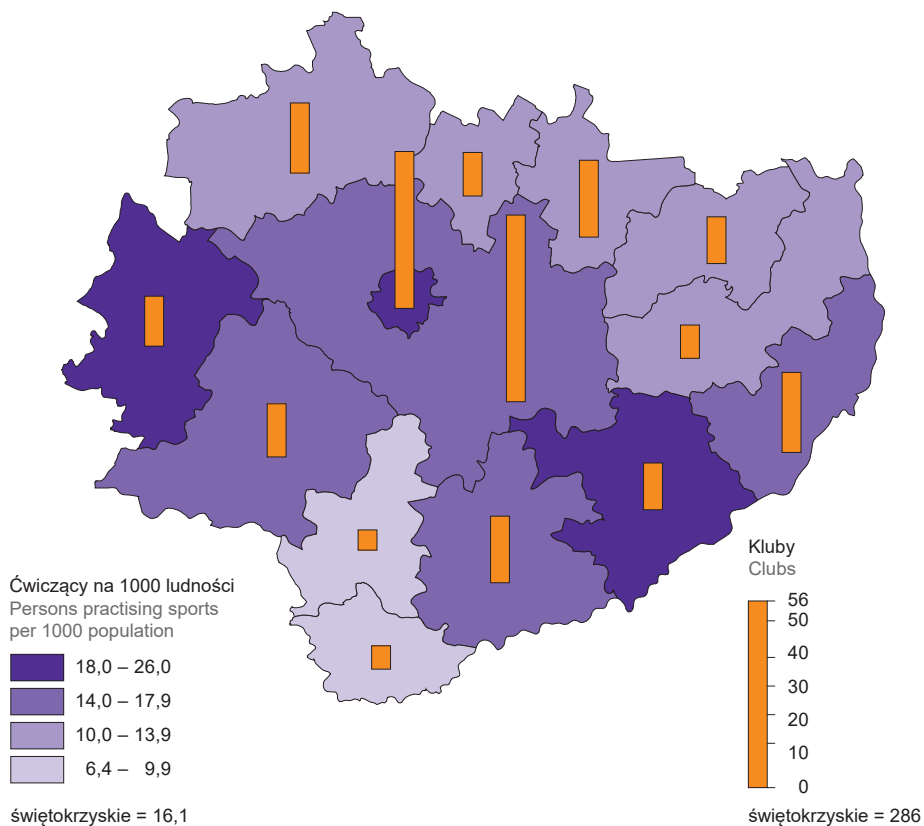 Ćwiczący na 1000 ludności
Persons practising sports
per 1000 population
18,0 – 26,0
14,0 – 17,9
10,0 – 13,9
6,4 – 9,9
świętokrzyskie = 16,1
Kluby
Clubs
56
50
40
30
20
10
0
świętokrzyskie = 286